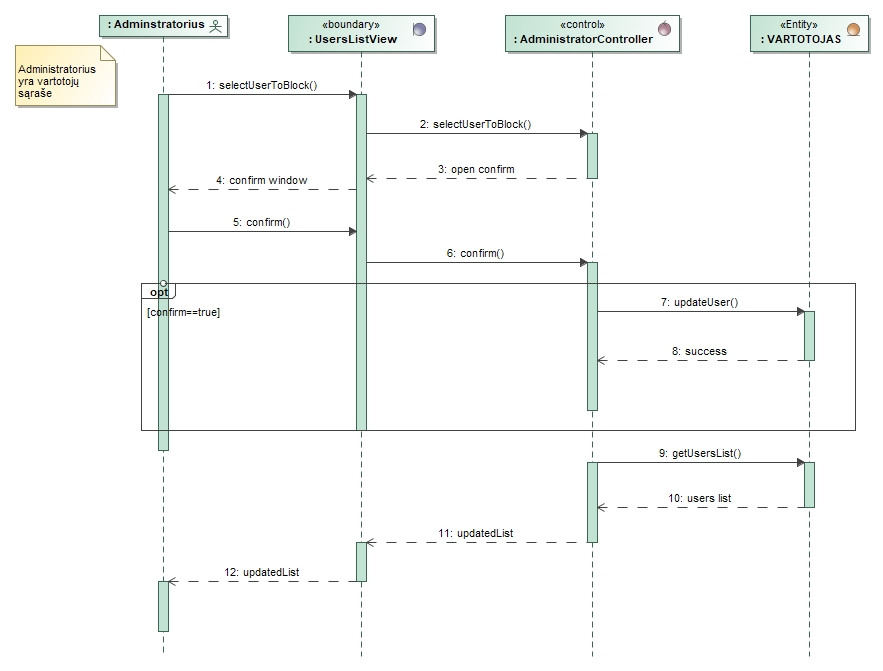 : Adminstratorius
«boundary»
: UsersListView
«control»
: AdministratorController
«Entity»
: VARTOTOJAS
Administratorius
yra vartotojų
sąraše
1: selectUserToBlock()
2: selectUserToBlock()
3: open confirm
4: confirm window
5: confirm()
6: confirm()
opt
[confirm==true]
7: updateUser()
8: success
9: getUsersList()
10: users list
11: updatedList
12: updatedList